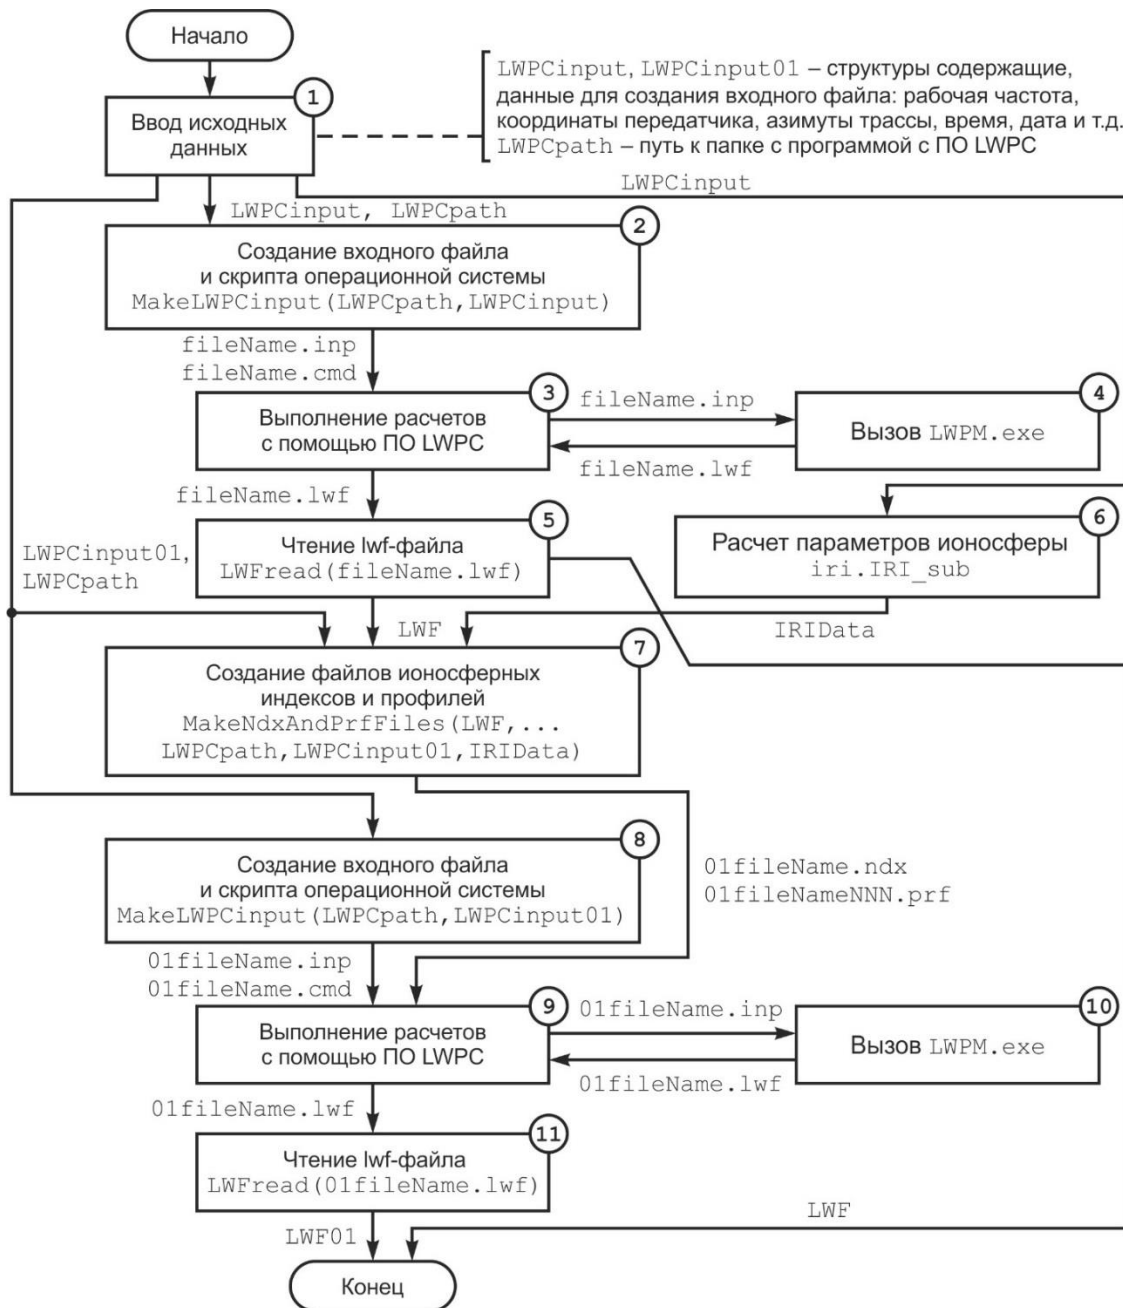 Начало
1
Ввод исходных
данных
LWPCinput, LWPCinput01 – структуры содержащие,
данные для создания входного файла: рабочая частота,
координаты передатчика, азимуты трассы, время, дата и т.д.
LWPCpath – путь к папке с программой с ПО LWPC
LWPCinput
LWPCinput, LWPCpath
2
Создание входного файла
и скрипта операционной системы
MakeLWPCinput(LWPCpath,LWPCinput)
fileName.inp
fileName.cmd
3
Выполнение расчетов
с помощью ПО LWPC
fileName.inp
fileName.lwf
4
Вызов LWPM.exe
fileName.lwf
5
Чтение lwf-файла
LWFread(fileName.lwf)
6
Расчет параметров ионосферы
iri.IRI_sub
LWPCinput01,
LWPCpath
LWF
IRIData
7
Создание файлов ионосферных
индексов и профилей
MakeNdxAndPrfFiles(LWF,...
LWPCpath,LWPCinput01,IRIData)
8
Создание входного файла
и скрипта операционной системы
MakeLWPCinput(LWPCpath,LWPCinput01)
01fileName.ndx
01fileNameNNN.prf
01fileName.inp
01fileName.cmd
9
Выполнение расчетов
с помощью ПО LWPC
01fileName.inp
01fileName.lwf
10
Вызов LWPM.exe
01fileName.lwf
11
Чтение lwf-файла
LWFread(01fileName.lwf)
LWF01
LWF
Конец